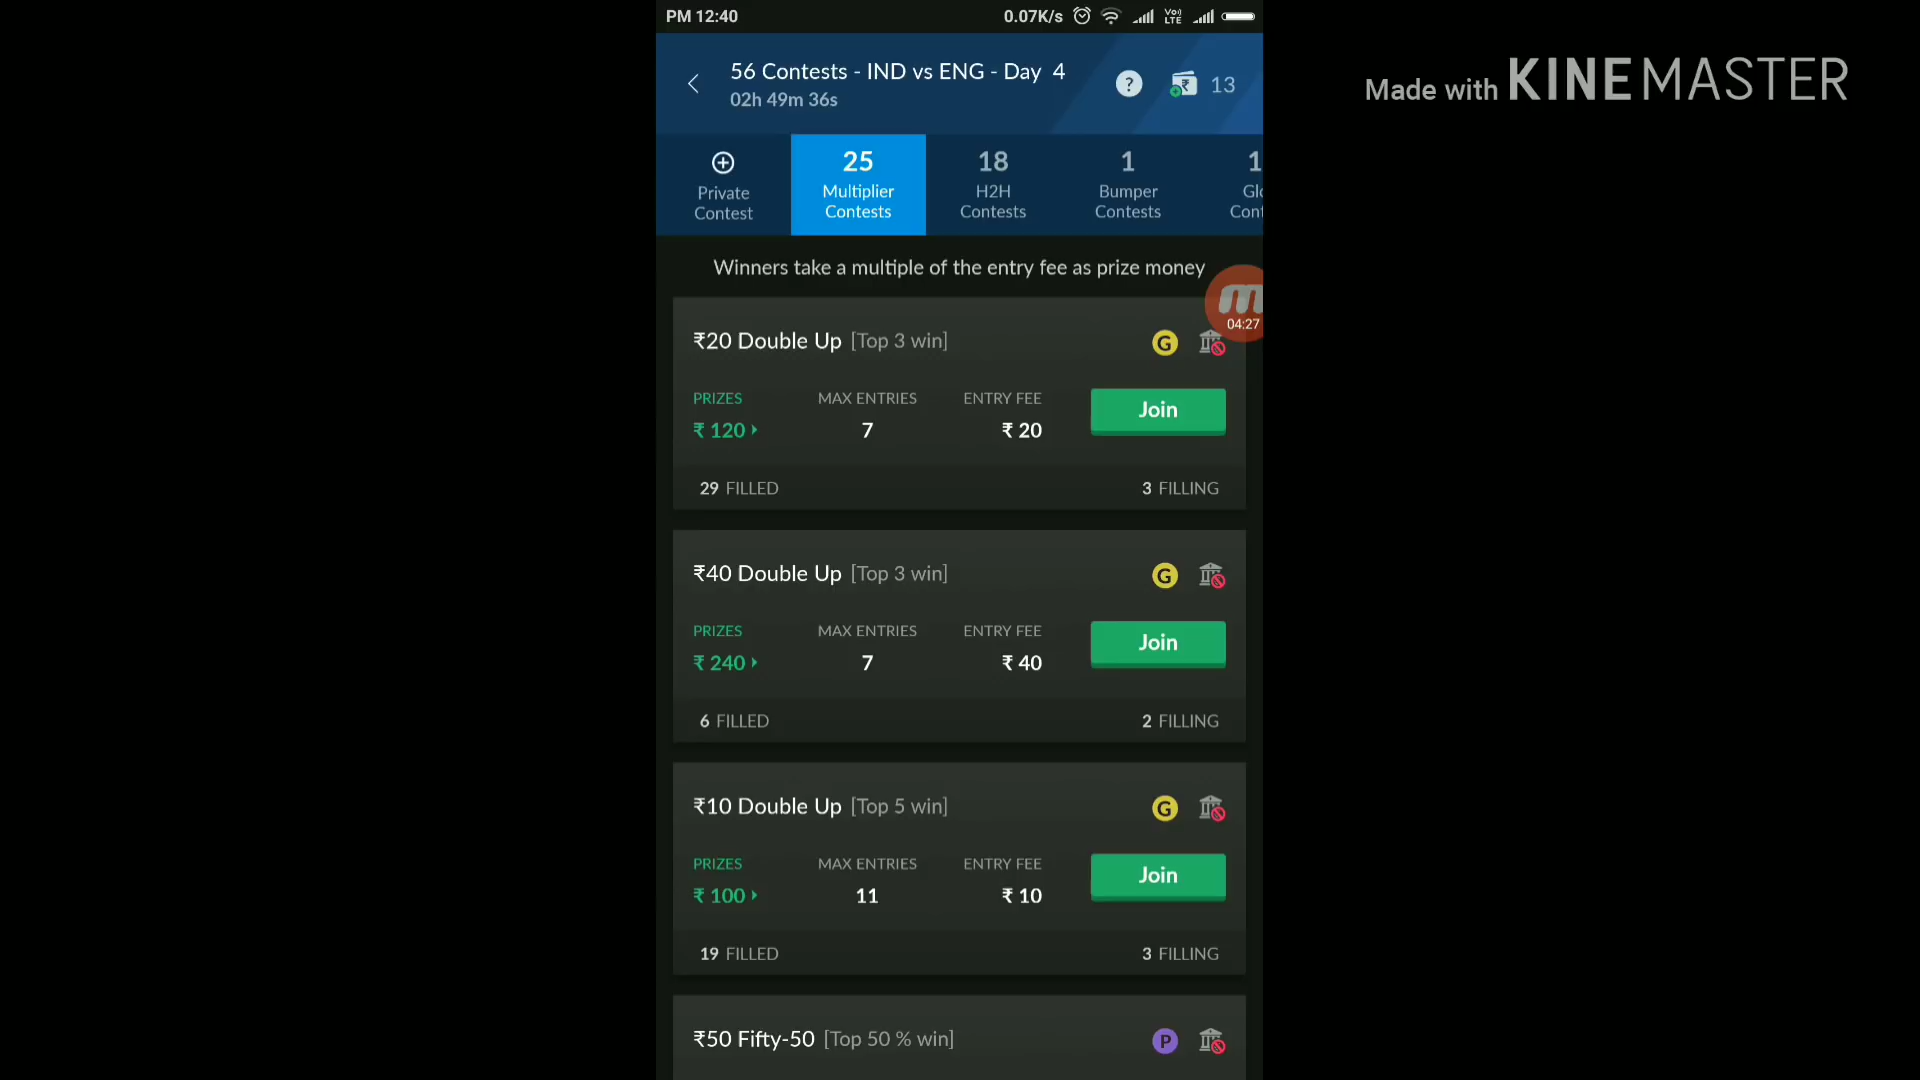 PM 12:40
0.07K/s
Vo) LTE
Made with KINEMASTER
56 Contests - IND vs ENG - Day 4
02h 49m 36s
?
₹
13
Private Contest
25 Multiplier Contests
18 H2H Contests
1 Bumper Contests
1
Winners take a multiple of the entry fee as prize money
04:27
₹20 Double Up [Top 3 win]
G
PRIZES MAX ENTRIES ENTRY FEE
₹ 120 7 ₹ 20
Join
29 FILLED 3 FILLING
₹40 Double Up [Top 3 win]
G
PRIZES MAX ENTRIES ENTRY FEE
₹ 240 7 ₹ 40
Join
6 FILLED 2 FILLING
₹10 Double Up [Top 5 win]
G
PRIZES MAX ENTRIES ENTRY FEE
₹ 100 11 ₹ 10
Join
19 FILLED 3 FILLING
₹50 Fifty-50 [Top 50 % win]
P